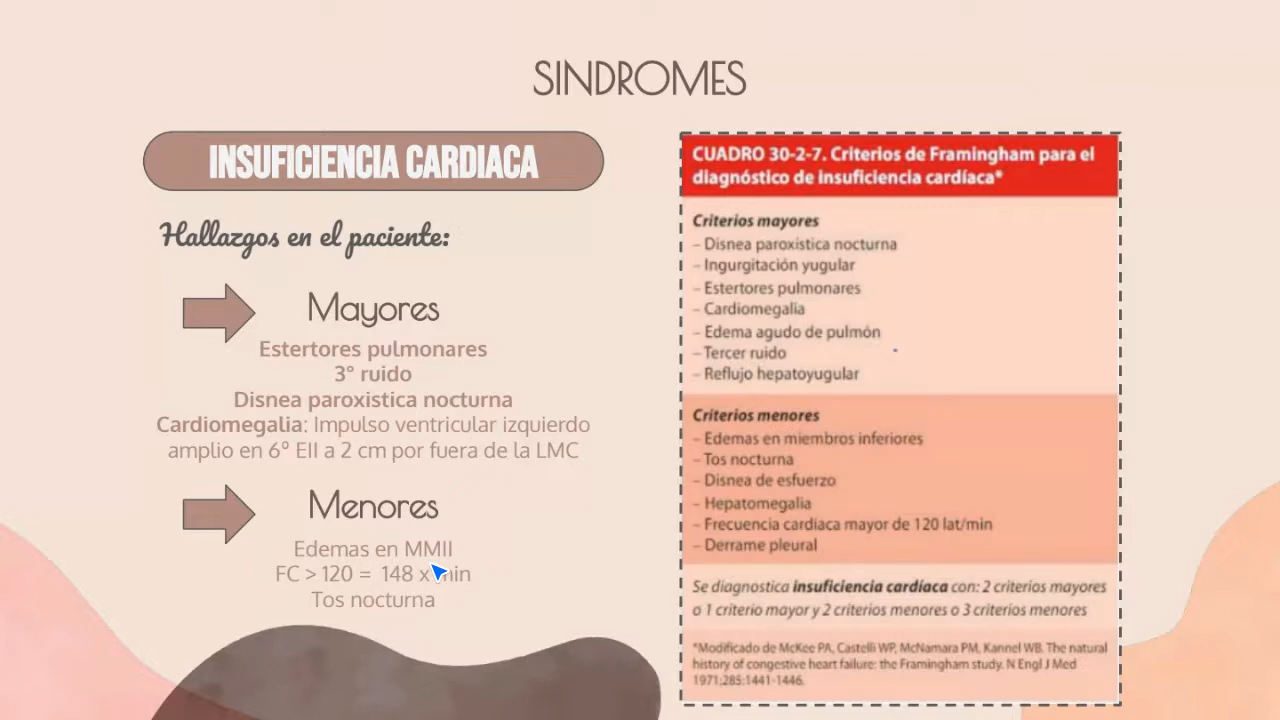 SINDROMES
INSUFICIENCIA CARDIACA
Hallazgos en el paciente:
Mayores
Estertores pulmonares
3° ruido
Disnea paroxistica nocturna
Cardiomegalia: Impulso ventricular izquierdo
amplio en 6° EII a 2 cm por fuera de la LMC
Menores
Edemas en MMII
FC > 120 = 148 x min
Tos nocturna
CUADRO 30-2-7. Criterios de Framingham para el
diagnóstico de insuficiencia cardíaca*
Criterios mayores
– Disnea paroxística nocturna
– Ingurgitación yugular
– Estertores pulmonares
– Cardiomegalia
– Edema agudo de pulmón
– Tercer ruido
– Reflujo hepatoyugular
Criterios menores
– Edemas en miembros inferiores
– Tos nocturna
– Disnea de esfuerzo
– Hepatomegalia
– Frecuencia cardíaca mayor de 120 lat/min
– Derrame pleural
Se diagnostica insuficiencia cardíaca con: 2 criterios mayores
o 1 criterio mayor y 2 criterios menores o 3 criterios menores
*Modificado de McKee PA, Castelli WP, McNamara PM, Kannel WB. The natural
history of congestive heart failure: the Framingham study. N Engl J Med
1971;285:1441-1446.